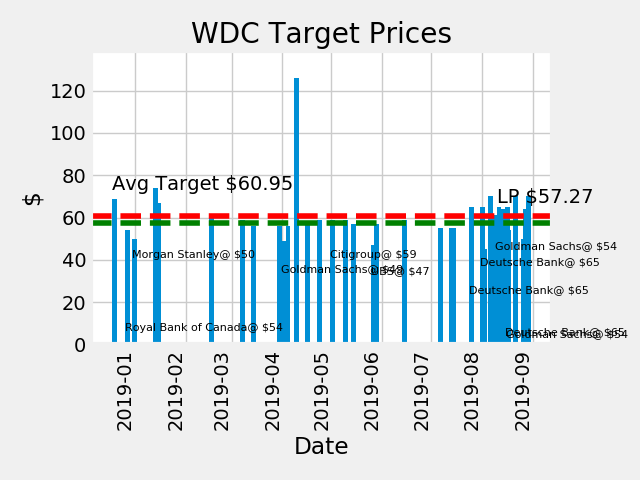 WDC Target Prices
120
100
80
60
40
20
0
$
Avg Target $60.95
LP $57.27
Morgan Stanley@ $50
Citigroup@ $59
Goldman Sachs@ $54
Goldman Sachs@ $49
UBS@ $47
Deutsche Bank@ $65
Deutsche Bank@ $65
Royal Bank of Canada@ $54
Deutsche Bank@ $65
Goldman Sachs@ $54
2019-01
2019-02
2019-03
2019-04
2019-05
2019-06
2019-07
2019-08
2019-09
Date